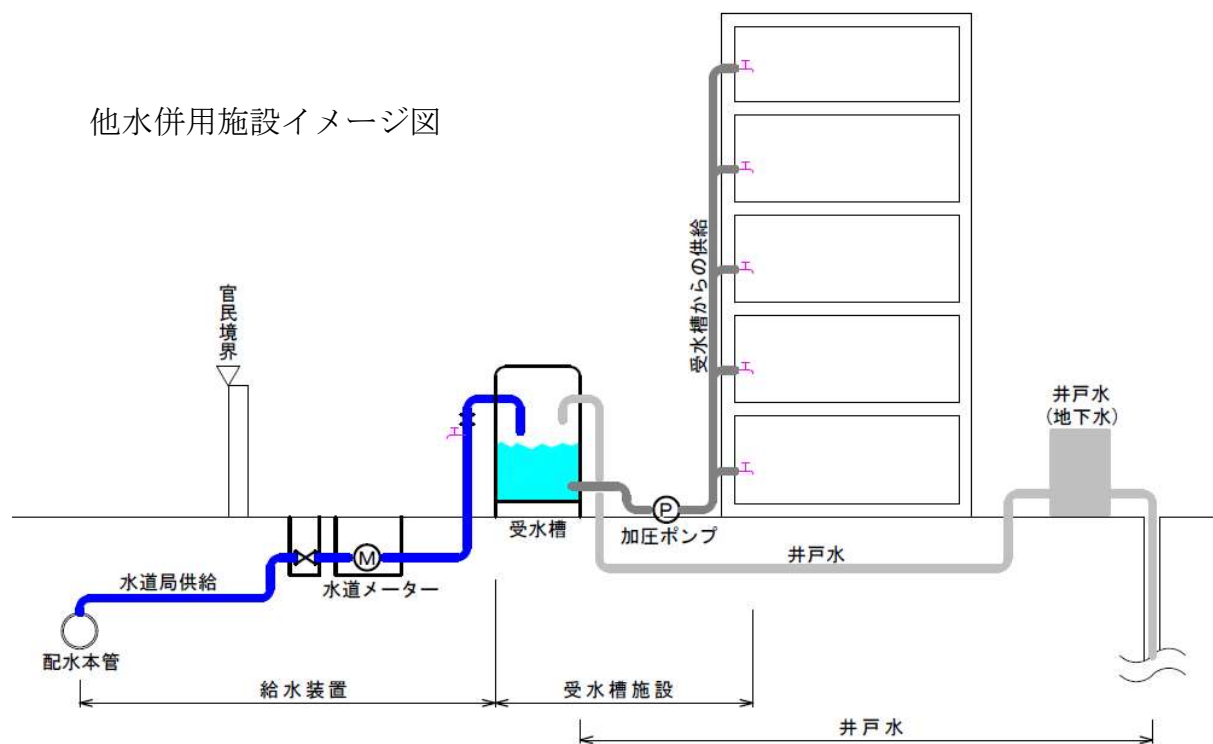 他水併用施設イメージ図
官民境界
受水槽からの供給
井戸水
(地下水)
受水槽
P
加圧ポンプ
井戸水
M
水道局供給
水道メーター
配水本管
給水装置
受水槽施設
井戸水